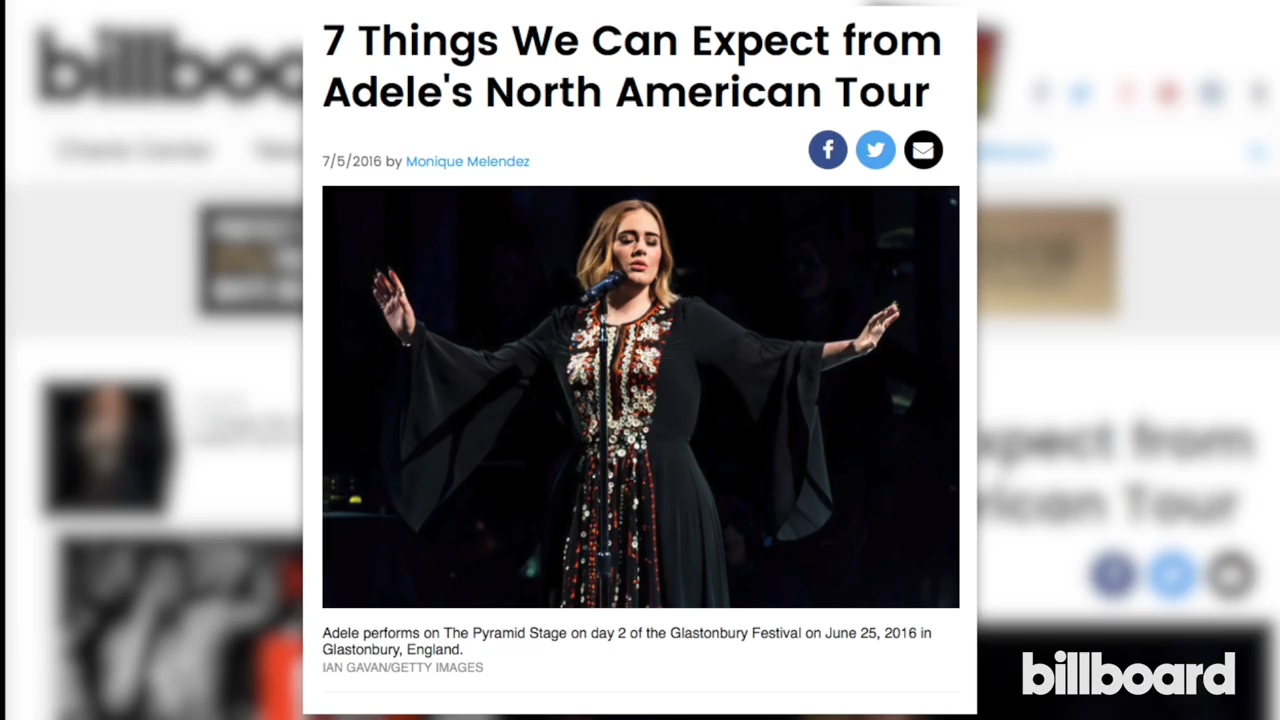 7 Things We Can Expect from
Adele's North American Tour
7/5/2016 by Monique Melendez
Adele performs on The Pyramid Stage on day 2 of the Glastonbury Festival on June 25, 2016 in
Glastonbury, England.
IAN GAVAN/GETTY IMAGES
billboard